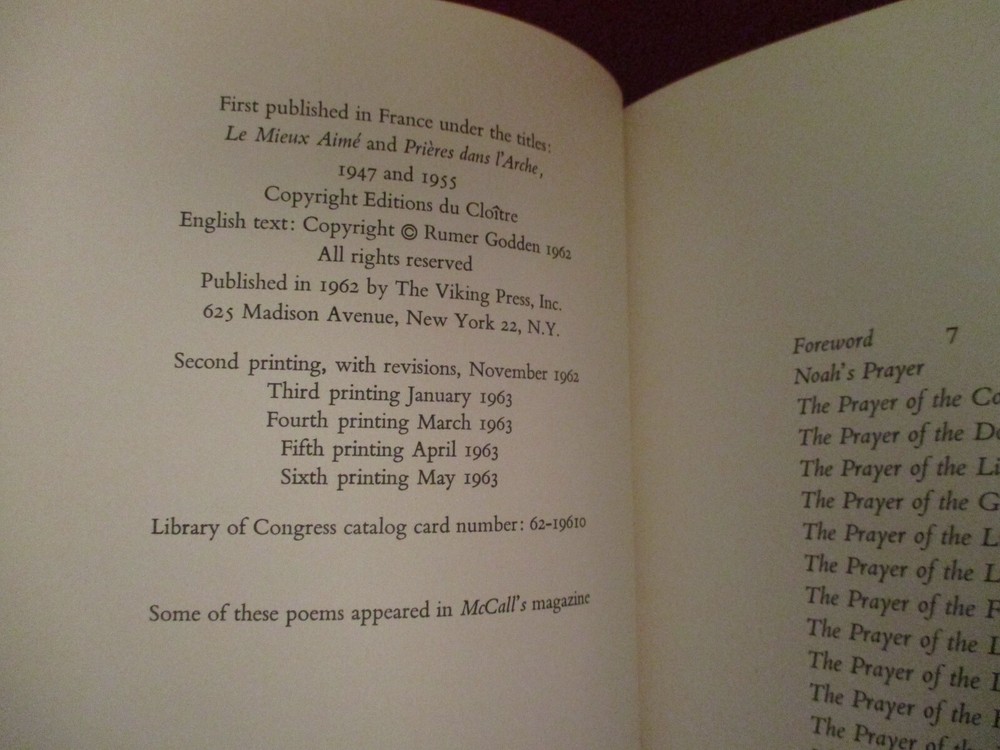 First published in France under the titles:
Le Mieux Aimé and Prières dans l'Arche,
1947 and 1955
Copyright Editions du Cloître
English text: Copyright © Rumer Godden 1962
All rights reserved
Published in 1962 by The Viking Press, Inc.
625 Madison Avenue, New York 22, N.Y.
Second printing, with revisions, November 1962
Third printing January 1963
Fourth printing March 1963
Fifth printing April 1963
Sixth printing May 1963
Library of Congress catalog card number: 62-19610
Some of these poems appeared in McCall's magazine
Foreword 7
Noah's Prayer
The Prayer of the
The Prayer of the
The Prayer of the
The Prayer of the
The Prayer of the
The Prayer of the
The Prayer of the
The Prayer of the
The Prayer of the
The Prayer of the
The Prayer of the